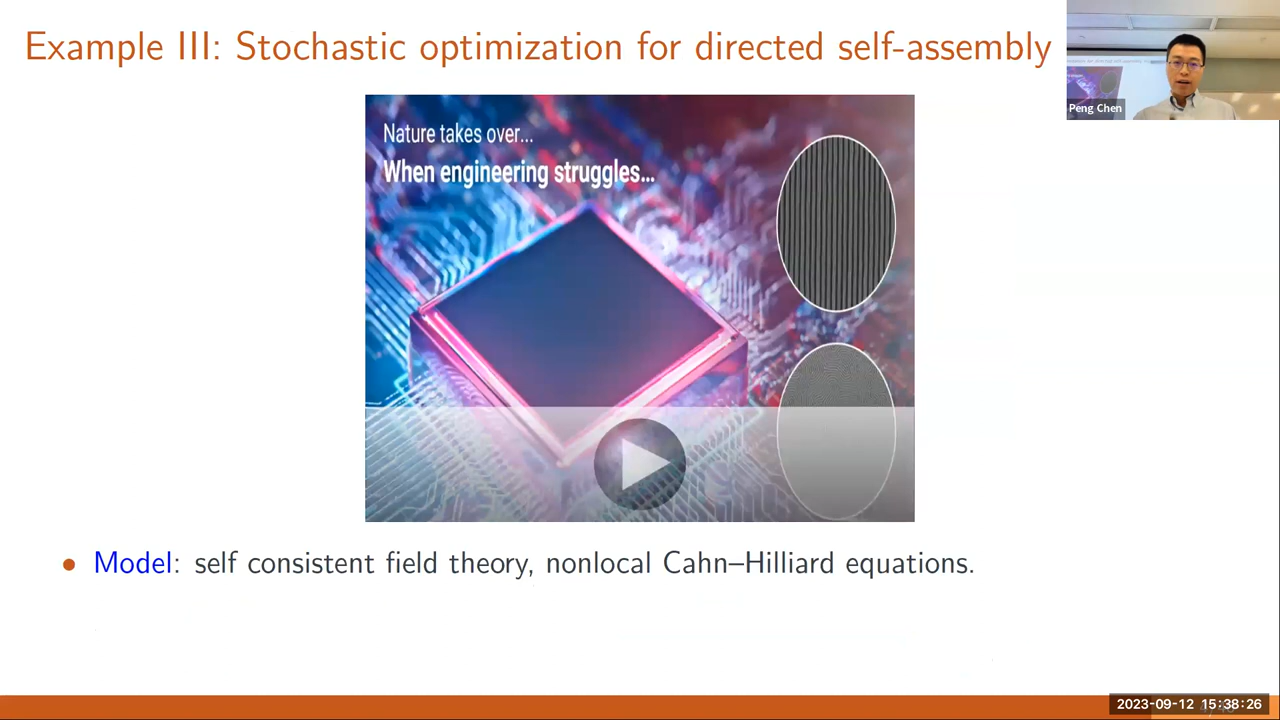 Example III: Stochastic optimization for directed self-assembly
Peng Chen
Nature takes over...
When engineering struggles...
• Model: self consistent field theory, nonlocal Cahn–Hilliard equations.
2023-09-12 15:38:26